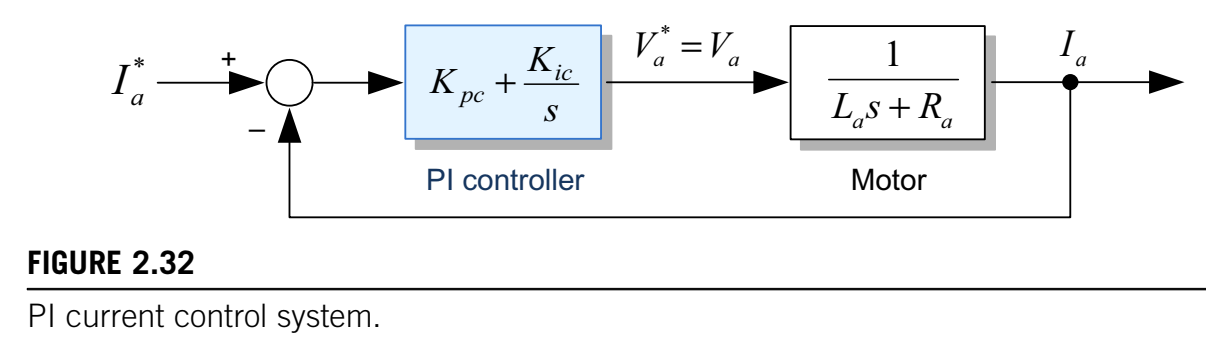 I_a^* + − K_{pc} + \frac{K_{ic}}{s} V_a^* = V_a \frac{1}{L_a s + R_a} I_a
PI controller Motor
FIGURE 2.32
PI current control system.